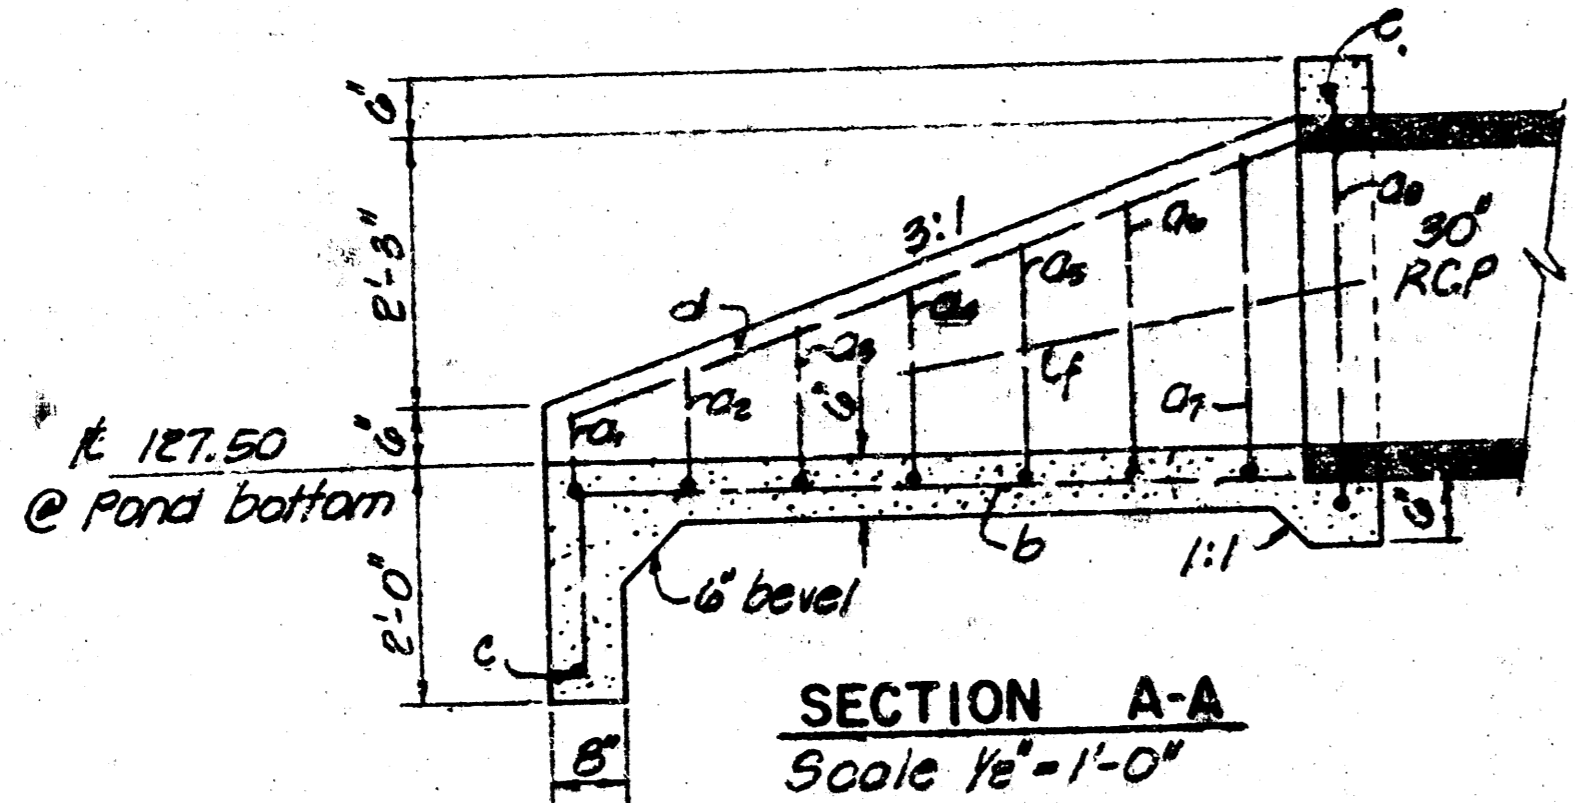 e.
6"
a8
3:1
a6
30"
RCP
2'-3"
a5
d
a4
a3
f
a7
a2
6"
a1
6"
127.50
@ Pond bottom
6"
b
1:1
6" bevel
2'-0"
c
SECTION A-A
8"
Scale 1/2" = 1'-0"